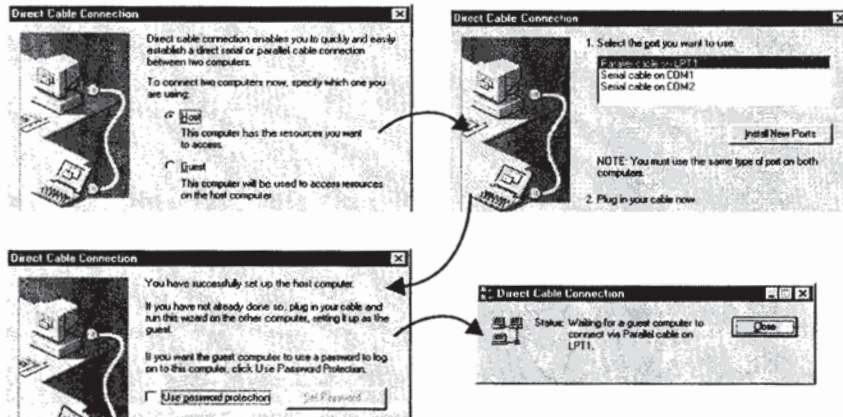 Direct Cable Connection
Direct cable connection enables you to quickly and easily
establish a direct serial or parallel cable connection
between two computers.
To connect two computers now, specify which one you
are using:
Host
This computer has the resources you want
to access.
Guest
This computer will be used to access resources
on the host computer.
Direct Cable Connection
1. Select the port you want to use:
Parallel cable on LPT1
Serial cable on COM1
Serial cable on COM2
Install New Ports
NOTE: You must use the same type of port on both
computers.
2. Plug in your cable now.
Direct Cable Connection
You have successfully set up the host computer.
If you have not already done so, plug in your cable and
run this wizard on the other computer, setting it up as the
guest.
If you want the guest computer to use a password to log
on to this computer, click Use Password Protection.
Use password protection
Set Password...
Direct Cable Connection
Status: Waiting for a guest computer to
connect via Parallel cable on
LPT1.
Close